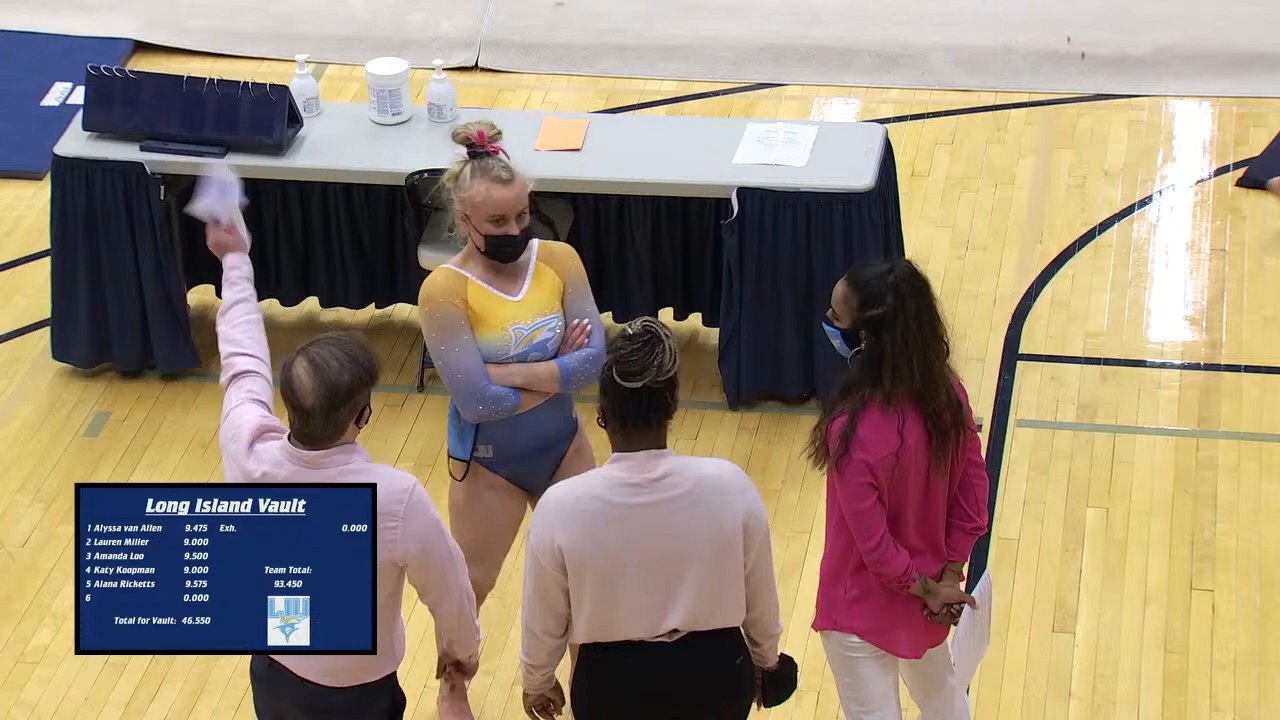 Long Island Vault
1 Alyssa van Allen 9.475 Exh. 0.000
2 Lauren Miller 9.000
3 Amanda Loo 9.500
4 Katy Koopman 9.000 Team Total:
5 Alana Ricketts 9.575 93.450
6 0.000
LIU
Total for Vault: 46.550
LIU